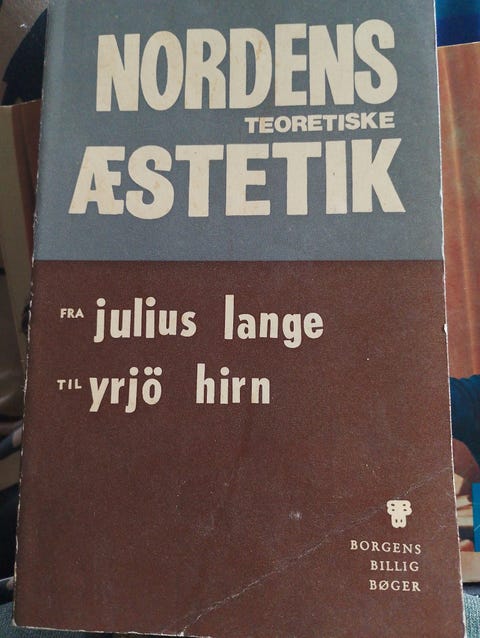 NORDENS
TEORETISKE
ÆSTETIK
FRA julius lange
TIL yrjö hirn
BORGENS
BILLIG
BØGER